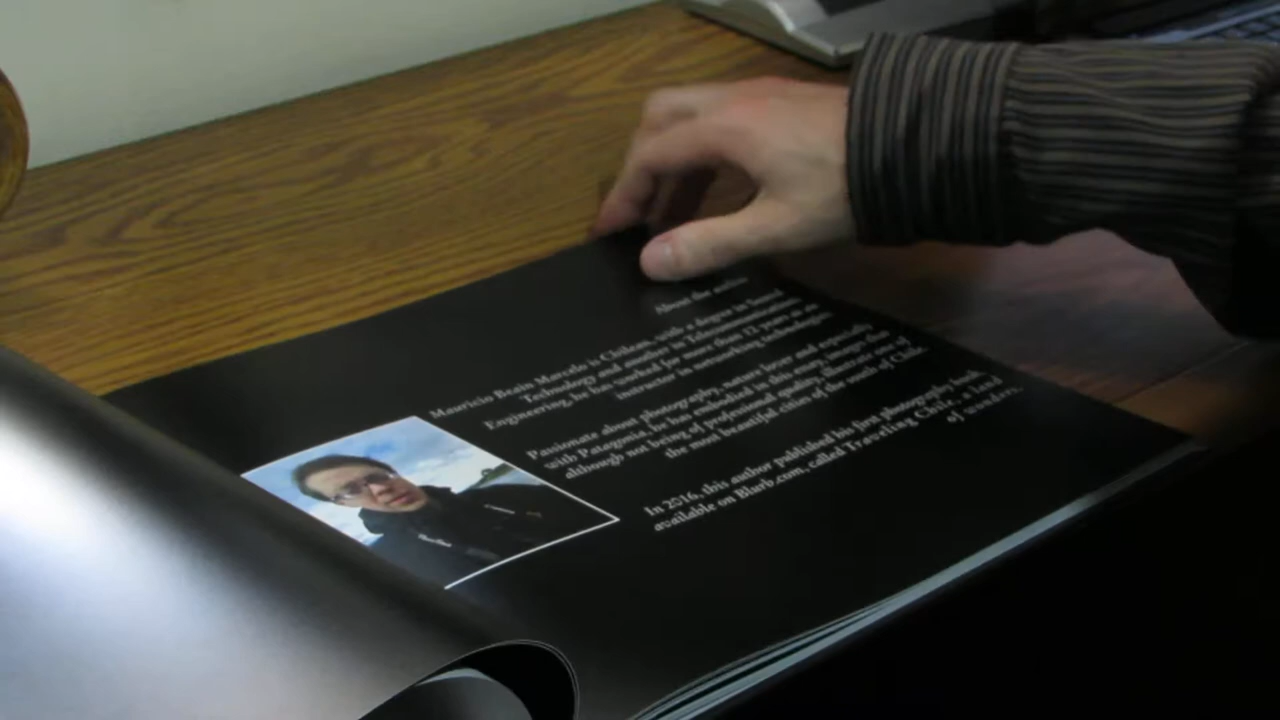 About the author
Mauricio Beain Marcelo is Chilean, with a degree in Sound
Technology and another in Telecommunications
Engineering, he has worked for more than 12 years as an
instructor in networking technologies.
Passionate about photography, nature lover and especially
with Patagonia, he has embodied in this essay, images that
although not being of professional quality, illustrate one of
the most beautiful cities of the south of Chile.
In 2016, this author published his first photography book
available on Blurb.com, called Traveling Chile, a land
of wonders.